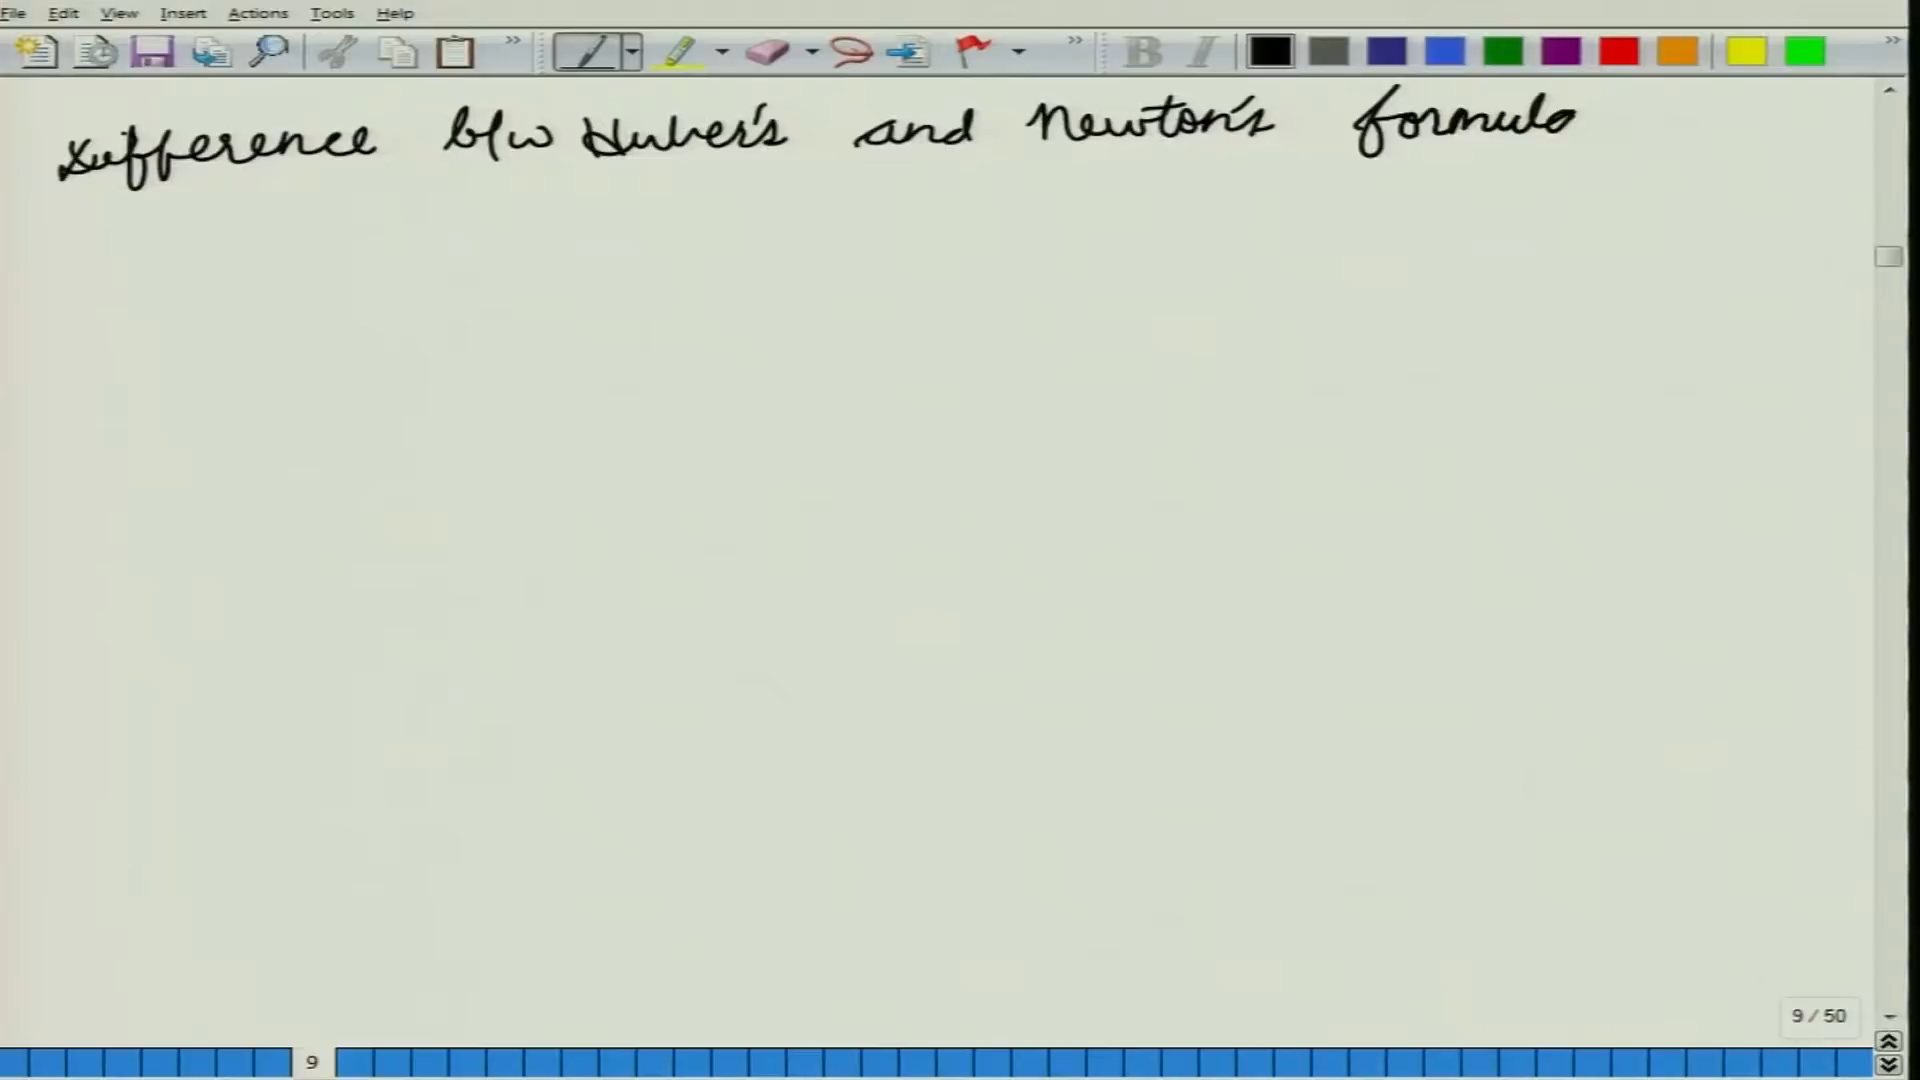 File Edit View Insert Actions Tools Help
B I
Difference b/w Huber's and Newton's formula
9 / 50
9